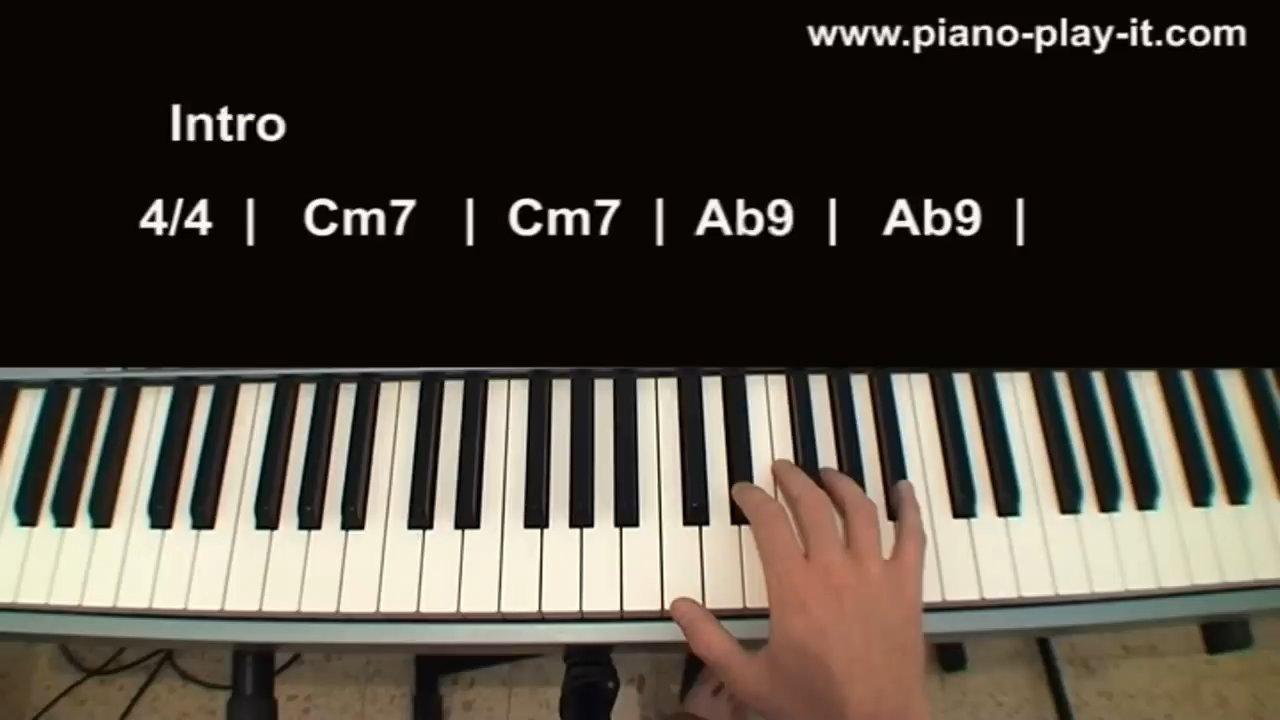 www.piano-play-it.com
Intro
4/4 | Cm7 | Cm7 | Ab9 | Ab9 |